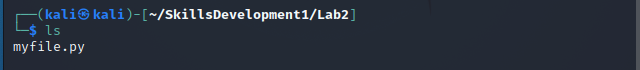 ┌──(kali㉿kali)-[~/SkillsDevelopment1/Lab2]
└─$ ls
myfile.py